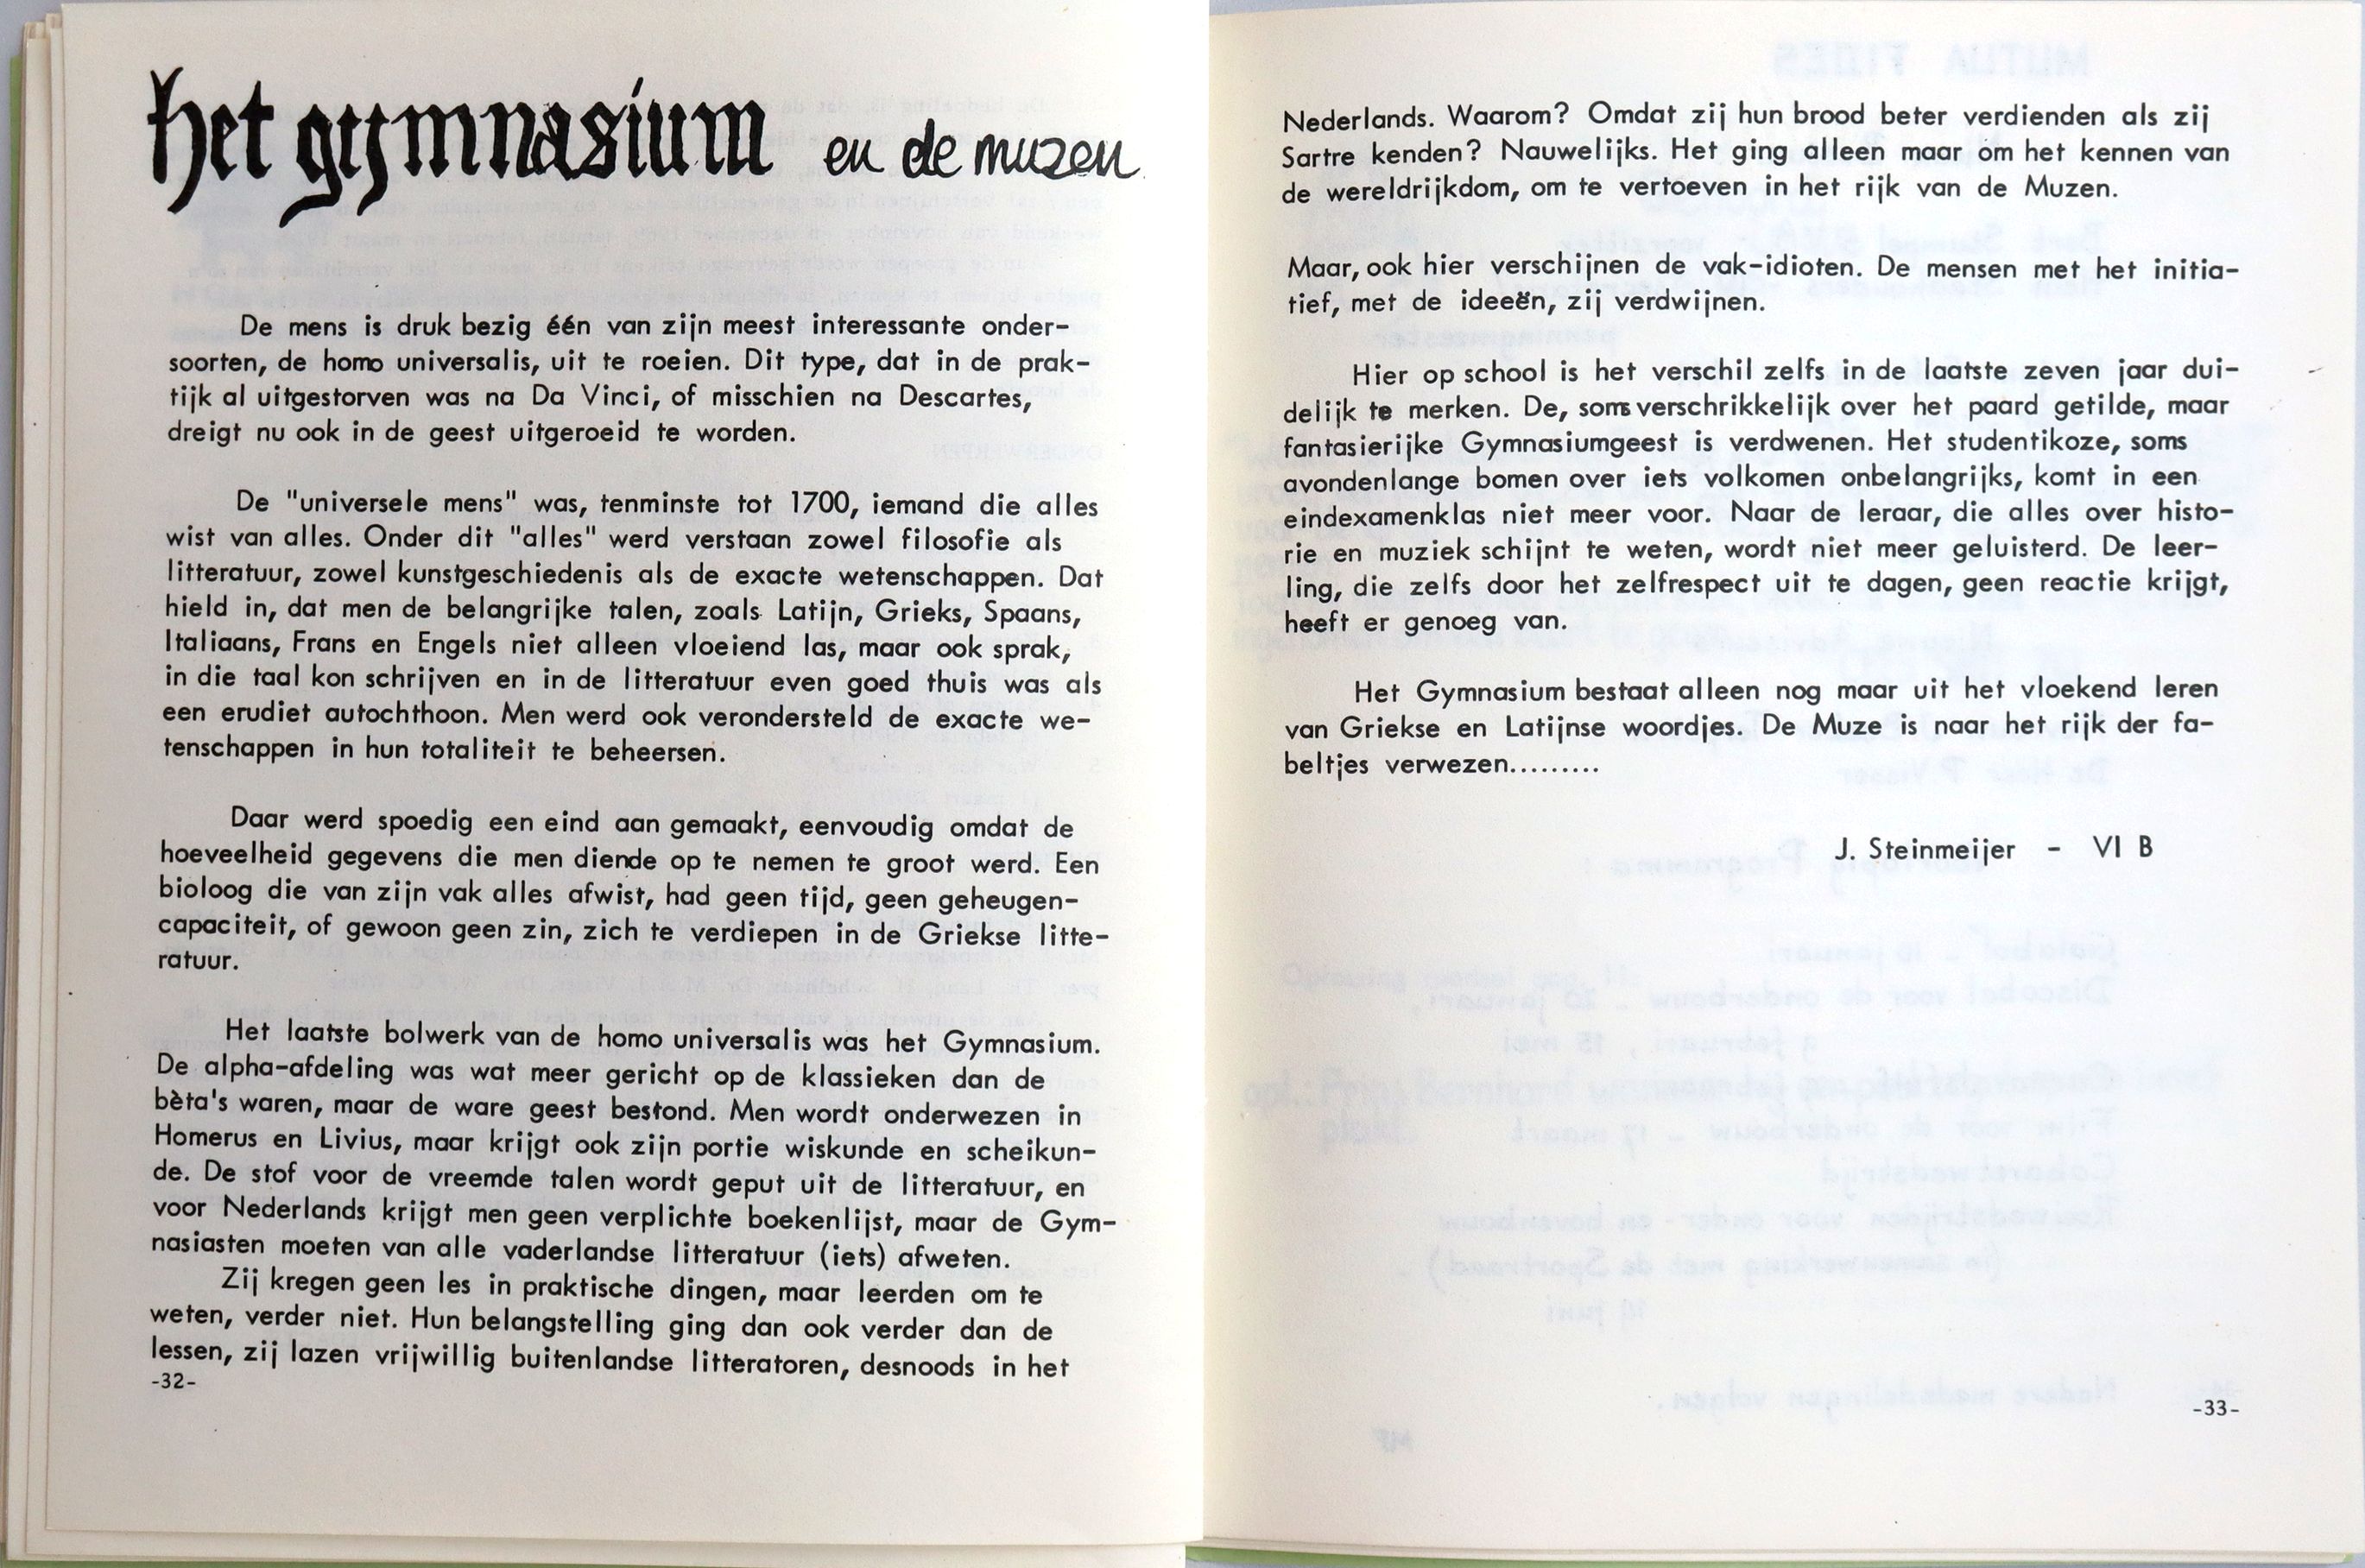 het gymnasium en de muzen
De mens is druk bezig één van zijn meest interessante onder-
soorten, de homo universalis, uit te roeien. Dit type, dat in de prak-
tijk al uitgestorven was na Da Vinci, of misschien na Descartes,
dreigt nu ook in de geest uitgeroeid te worden.
De "universele mens" was, tenminste tot 1700, iemand die alles
wist van alles. Onder dit "alles" werd verstaan zowel filosofie als
litteratuur, zowel kunstgeschiedenis als de exacte wetenschappen. Dat
hield in, dat men de belangrijke talen, zoals Latijn, Grieks, Spaans,
Italiaans, Frans en Engels niet alleen vloeiend las, maar ook sprak,
in die taal kon schrijven en in de litteratuur even goed thuis was als
een erudiet autochthoon. Men werd ook verondersteld de exacte we-
tenschappen in hun totaliteit te beheersen.
Daar werd spoedig een eind aan gemaakt, eenvoudig omdat de
hoeveelheid gegevens die men diende op te nemen te groot werd. Een
bioloog die van zijn vak alles afwist, had geen tijd, geen geheugen-
capaciteit, of gewoon geen zin, zich te verdiepen in de Griekse litte-
ratuur.
Het laatste bolwerk van de homo universalis was het Gymnasium.
De alpha-afdeling was wat meer gericht op de klassieken dan de
bèta's waren, maar de ware geest bestond. Men wordt onderwezen in
Homerus en Livius, maar krijgt ook zijn portie wiskunde en scheikun-
de. De stof voor de vreemde talen wordt geput uit de litteratuur, en
voor Nederlands krijgt men geen verplichte boekenlijst, maar de Gym-
nasiasten moeten van alle vaderlandse litteratuur (iets) afweten.
Zij kregen geen les in praktische dingen, maar leerden om te
weten, verder niet. Hun belangstelling ging dan ook verder dan de
lessen, zij lazen vrijwillig buitenlandse litteratoren, desnoods in het
-32-
Nederlands. Waarom? Omdat zij hun brood beter verdienden als zij
Sartre kenden? Nauwelijks. Het ging alleen maar om het kennen van
de wereldrijkdom, om te vertoeven in het rijk van de Muzen.
Maar, ook hier verschijnen de vak-idioten. De mensen met het initia-
tief, met de ideeën, zij verdwijnen.
Hier op school is het verschil zelfs in de laatste zeven jaar dui-
delijk te merken. De, soms verschrikkelijk over het paard getilde, maar
fantasierijke Gymnasiumgeest is verdwenen. Het studentikoze, soms
avondenlange bomen over iets volkomen onbelangrijks, komt in een
eindexamenklas niet meer voor. Naar de leraar, die alles over histo-
rie en muziek schijnt te weten, wordt niet meer geluisterd. De leer-
ling, die zelfs door het zelfrespect uit te dagen, geen reactie krijgt,
heeft er genoeg van.
Het Gymnasium bestaat alleen nog maar uit het vloekend leren
van Griekse en Latijnse woordjes. De Muze is naar het rijk der fa-
beltjes verwezen.........
J. Steinmeijer - VI B
-33-